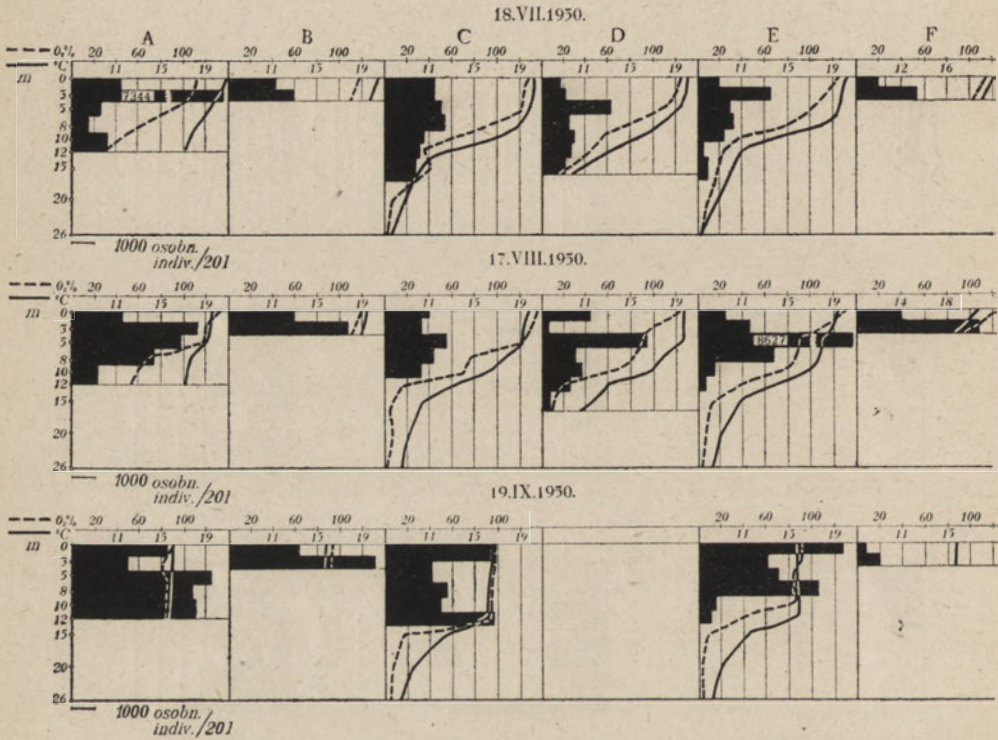 18.VII.1950.
A B C D E F
O₂% 20 60 100 20 60 100 20 60 100 20 60 100 20 60 100 20 60 100
°C 11 15 19 11 15 19 11 15 19 11 15 19 11 15 19 12 16
m
0
3
5
8
10
12
15
20
26
7344
1000 osobn.
indiv./20l
17.VIII.1950.
O₂% 20 60 100 20 60 100 20 60 100 20 60 100 20 60 100 20 60 100
°C 11 15 19 11 15 19 11 15 19 11 15 19 11 15 19 14 18
m
0
3
5
8
10
12
15
20
26
8627
1000 osobn.
indiv./20l
19.IX.1950.
O₂% 20 60 100 20 60 100 20 60 100 20 60 100 20 60 100
°C 11 15 19 11 15 19 11 15 19 11 15 19 11 15
m
0
3
5
8
10
12
15
20
26
1000 osobn.
indiv./20l